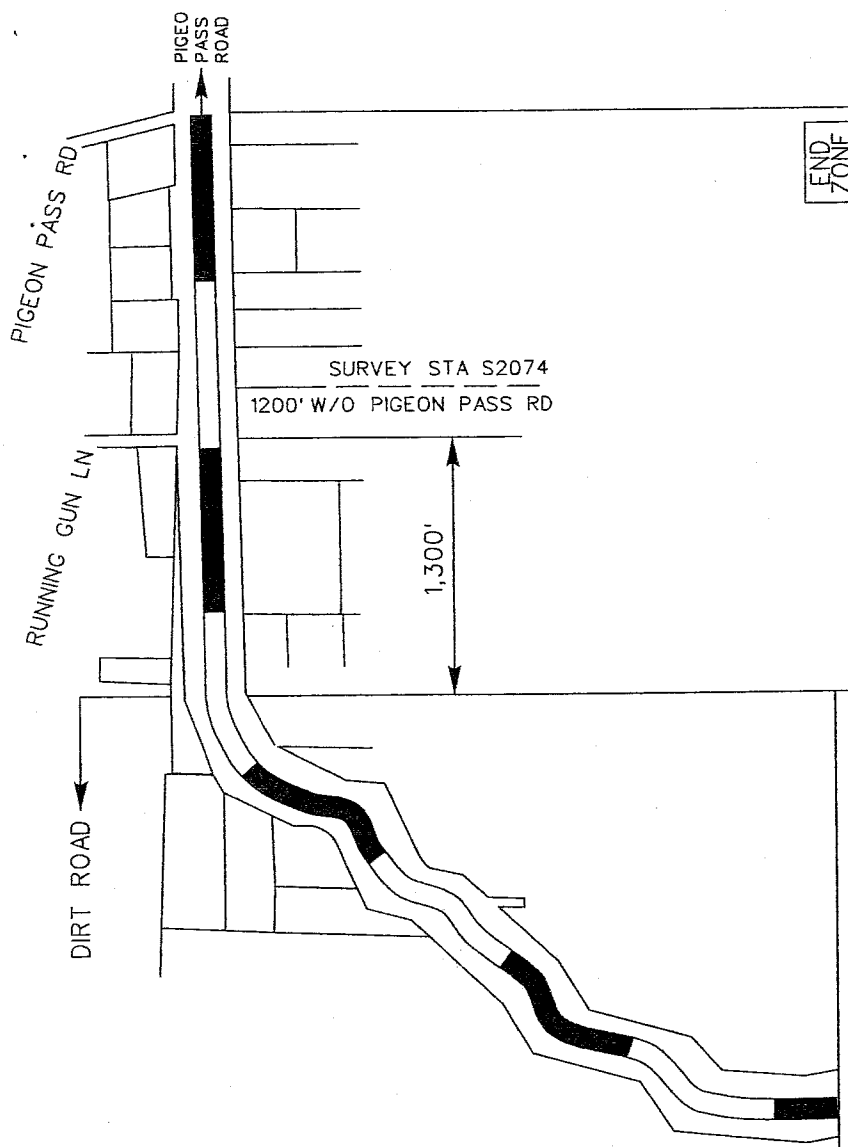 PIGEO
PASS
ROAD
PIGEON PASS RD
END
ZONE
SURVEY STA S2074
1200' W/O PIGEON PASS RD
RUNNING GUN LN
1,300'
DIRT ROAD